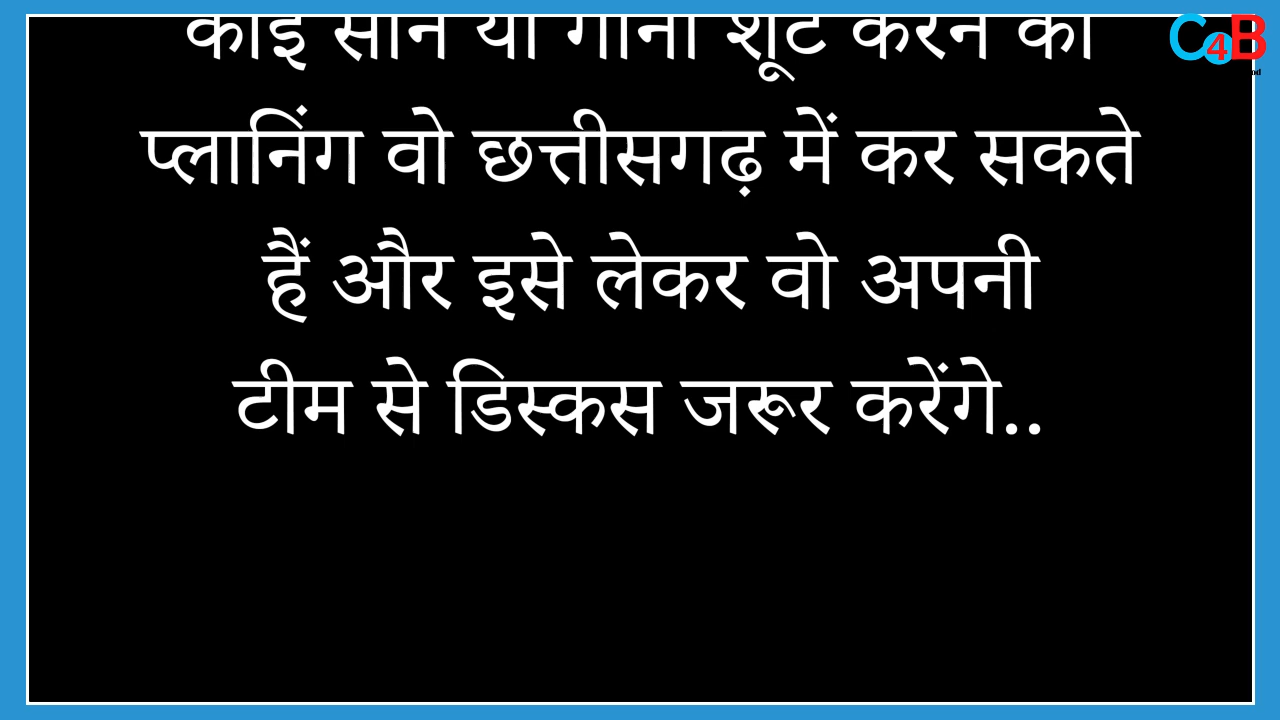 कोई सीन या गाना शूट करने की
प्लानिंग वो छत्तीसगढ़ में कर सकते
हैं और इसे लेकर वो अपनी
टीम से डिस्कस जरूर करेंगे..
C4B